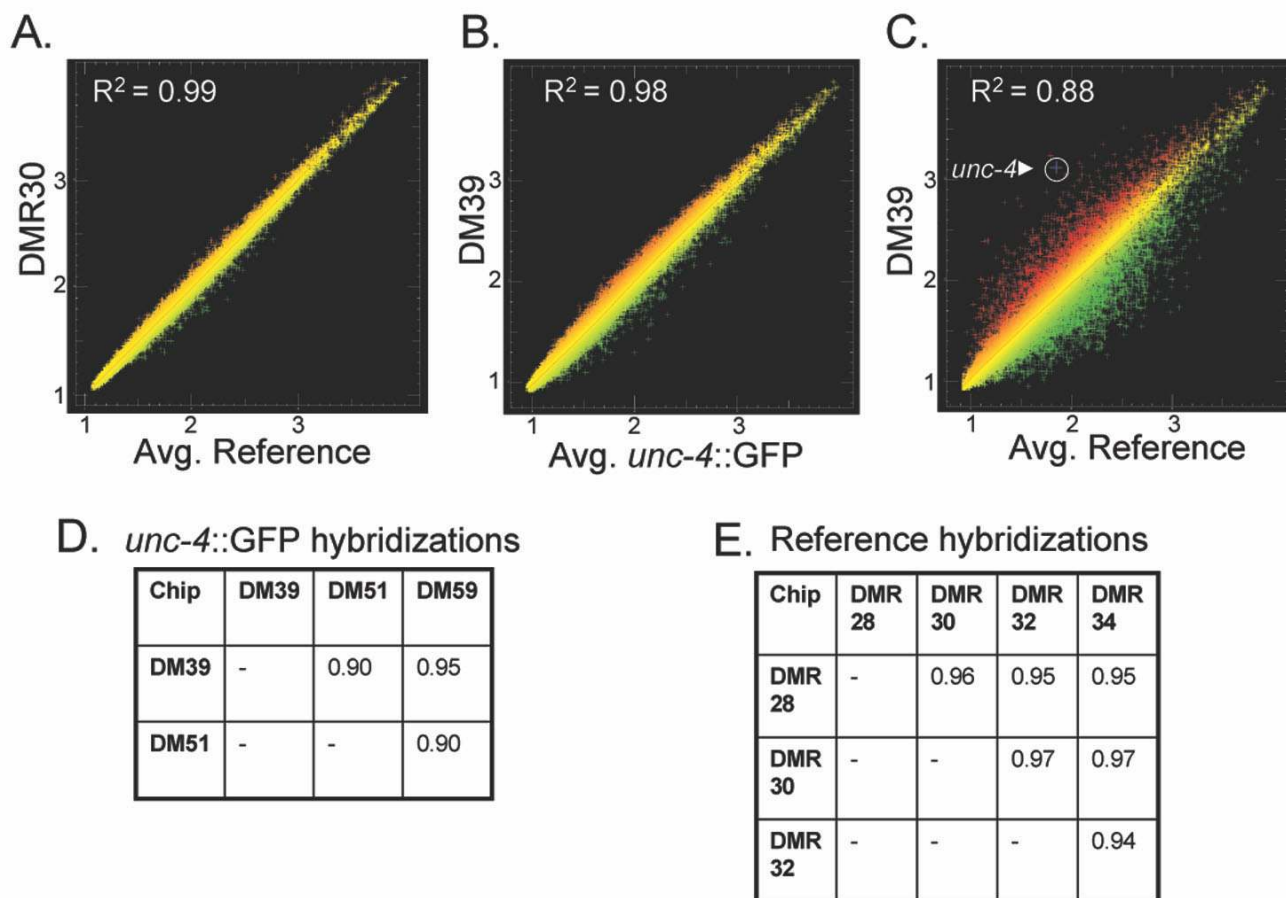 A.
R² = 0.99
DMR30
3
2
1
1 2 3
Avg. Reference
B.
R² = 0.98
DM39
3
2
1
1 2 3
Avg. unc-4::GFP
C.
R² = 0.88
unc-4
DM39
3
2
1
1 2 3
Avg. Reference
D. unc-4::GFP hybridizations
Chip DM39 DM51 DM59
DM39 - 0.90 0.95
DM51 - - 0.90
E. Reference hybridizations
Chip DMR 28 DMR 30 DMR 32 DMR 34
DMR 28 - 0.96 0.95 0.95
DMR 30 - - 0.97 0.97
DMR 32 - - - 0.94